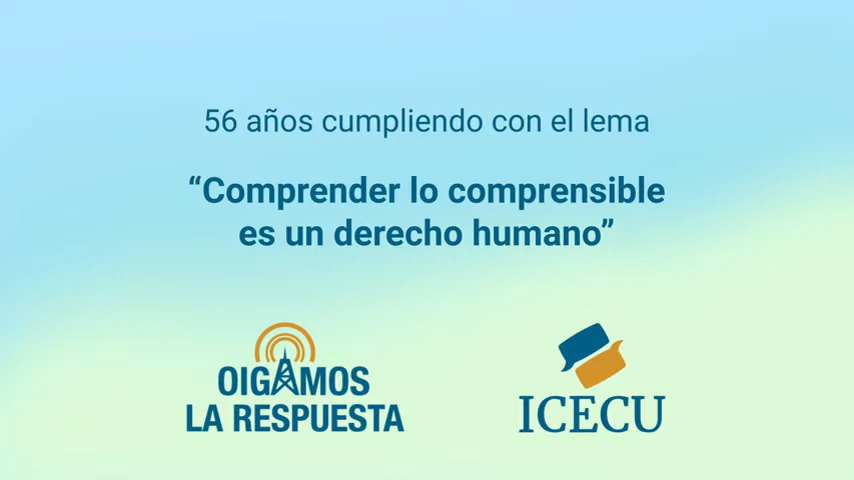 56 años cumpliendo con el lema
“Comprender lo comprensible
es un derecho humano”
OIGAMOS
LA RESPUESTA
ICECU